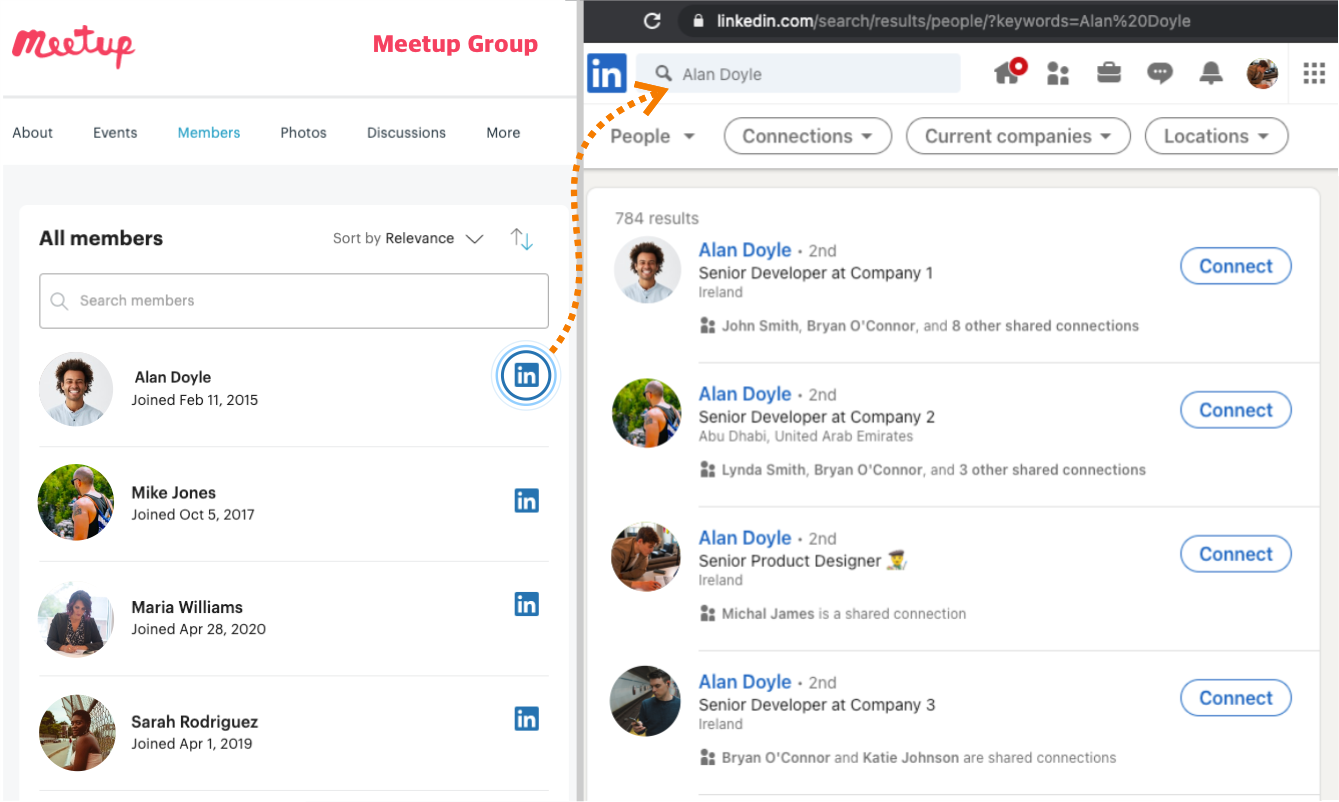 meetup
Meetup Group
About Events Members Photos Discussions More
All members
Sort by Relevance
Search members
Alan Doyle
Joined Feb 11, 2015
in
Mike Jones
Joined Oct 5, 2017
in
Maria Williams
Joined Apr 28, 2020
in
Sarah Rodriguez
Joined Apr 1, 2019
in
linkedin.com/search/results/people/?keywords=Alan%20Doyle
in
Alan Doyle
People Connections Current companies Locations
784 results
Alan Doyle • 2nd
Senior Developer at Company 1
Ireland
John Smith, Bryan O'Connor, and 8 other shared connections
Connect
Alan Doyle • 2nd
Senior Developer at Company 2
Abu Dhabi, United Arab Emirates
Lynda Smith, Bryan O'Connor, and 3 other shared connections
Connect
Alan Doyle • 2nd
Senior Product Designer 👨‍🎨
Ireland
Michal James is a shared connection
Connect
Alan Doyle • 2nd
Senior Developer at Company 3
Ireland
Bryan O'Connor and Katie Johnson are shared connections
Connect